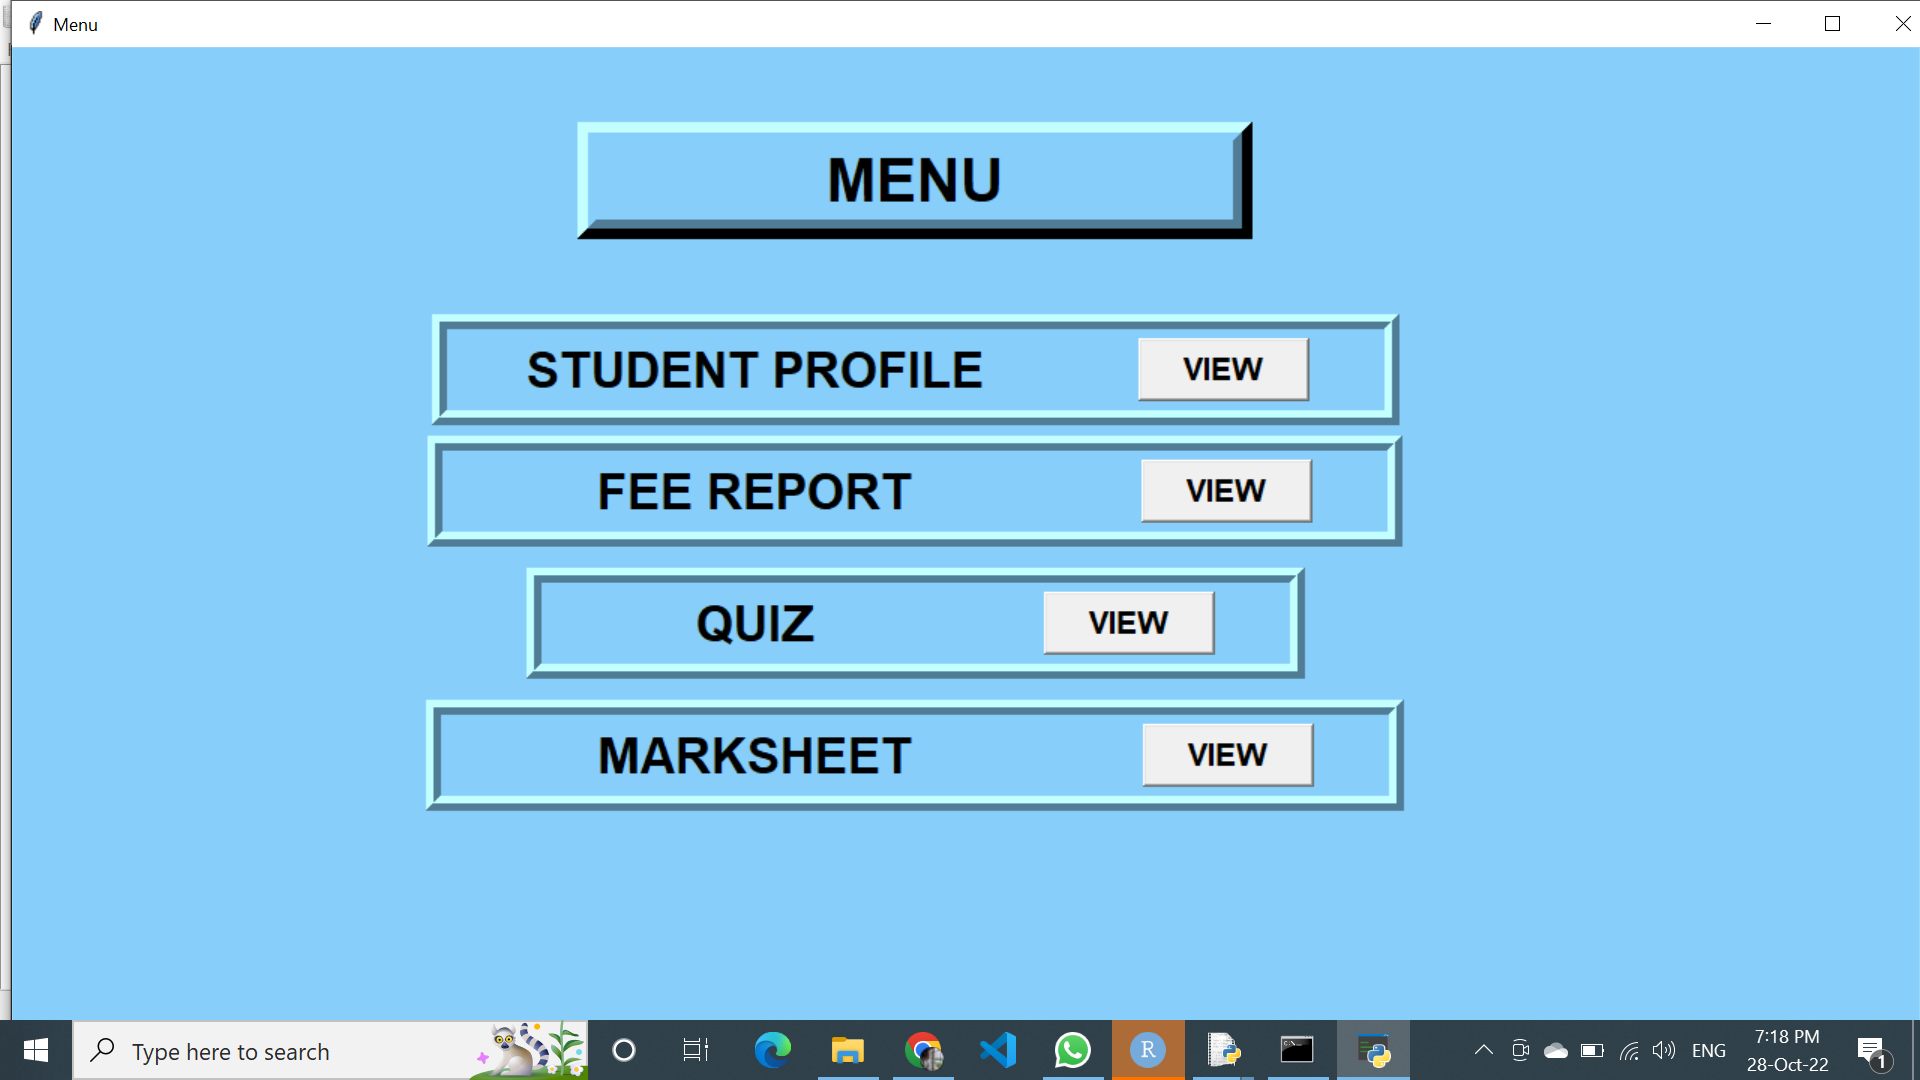 Menu
MENU
STUDENT PROFILE VIEW
FEE REPORT VIEW
QUIZ VIEW
MARKSHEET VIEW
Type here to search
R
ENG
7:18 PM
28-Oct-22
1